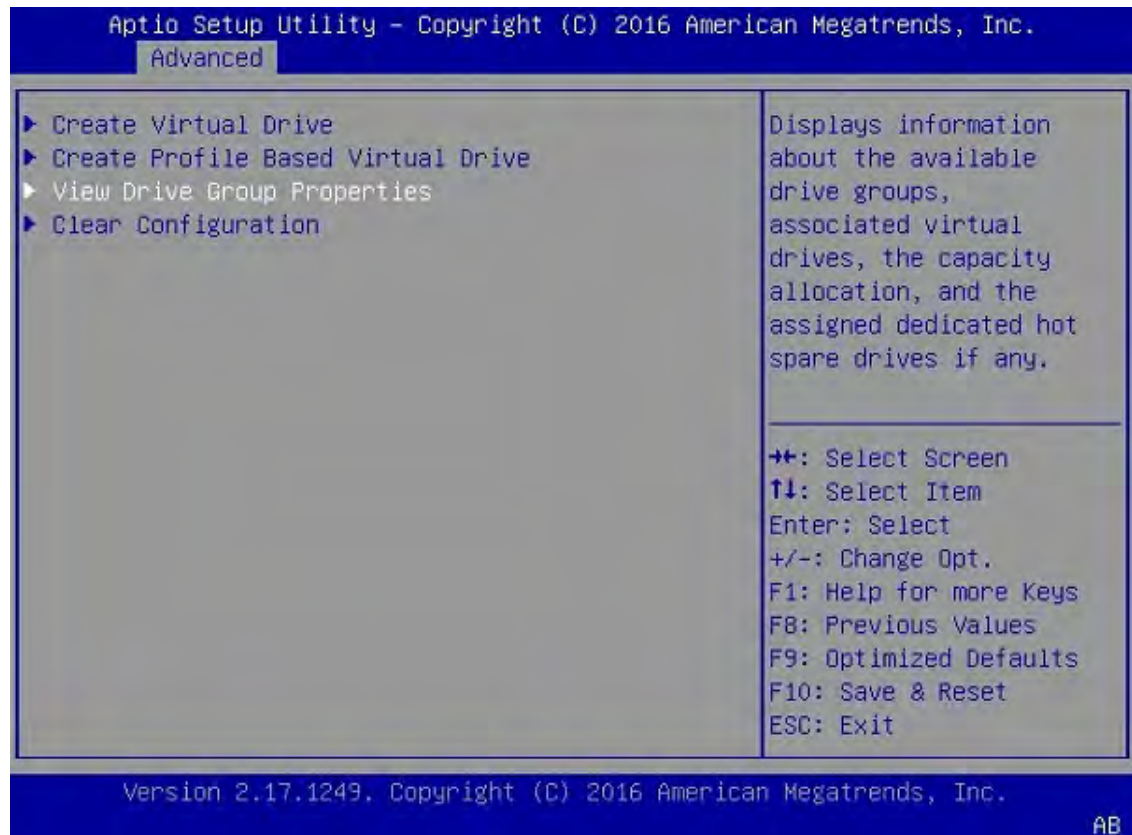 Aptio Setup Utility – Copyright (C) 2016 American Megatrends, Inc.
Advanced
▶ Create Virtual Drive
▶ Create Profile Based Virtual Drive
▶ View Drive Group Properties
▶ Clear Configuration
Displays information
about the available
drive groups,
associated virtual
drives, the capacity
allocation, and the
assigned dedicated hot
spare drives if any.
→←: Select Screen
↑↓: Select Item
Enter: Select
+/-: Change Opt.
F1: Help for more Keys
F8: Previous Values
F9: Optimized Defaults
F10: Save & Reset
ESC: Exit
Version 2.17.1249. Copyright (C) 2016 American Megatrends, Inc.
AB